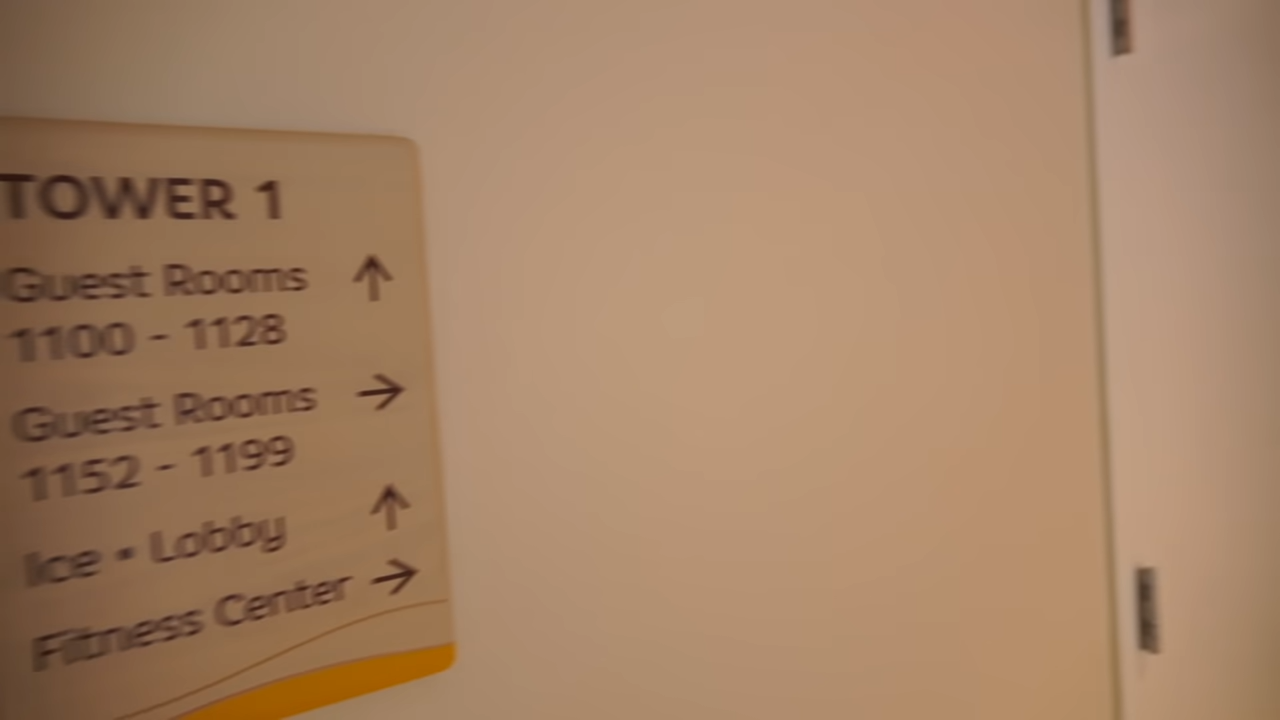 TOWER 1
Guest Rooms ↑
1100 - 1128
Guest Rooms →
1152 - 1199
Ice • Lobby ↑
Fitness Center →